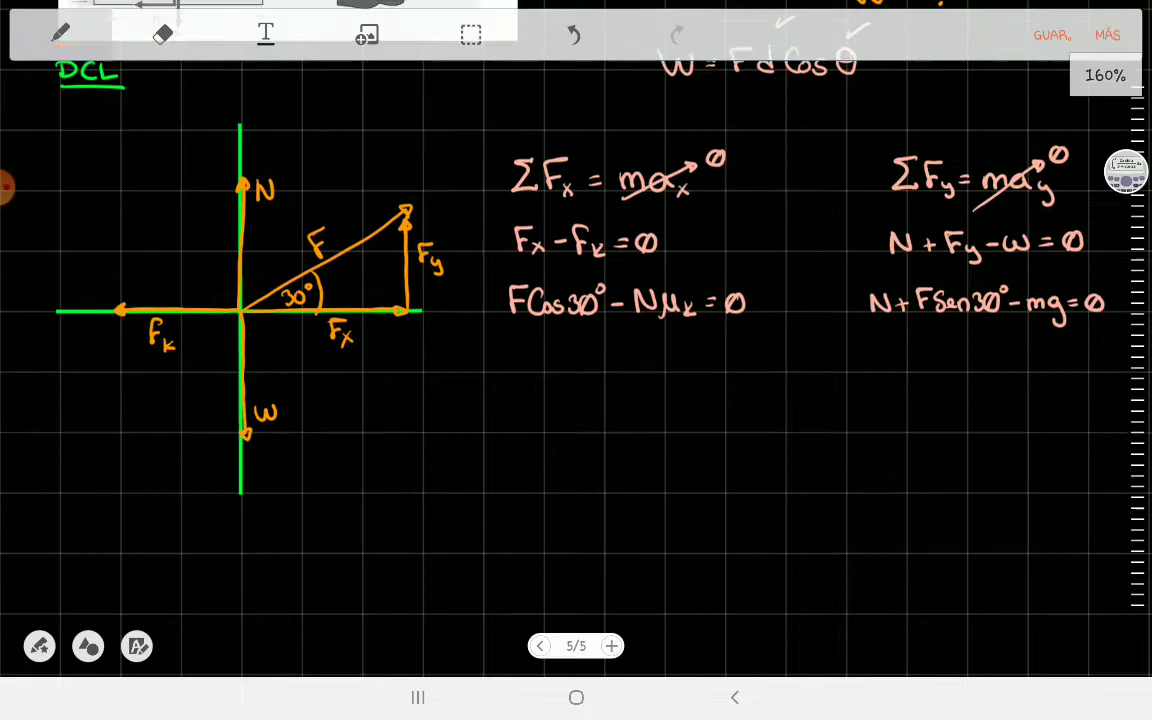 T
GUAR.
MÁS
160%
DCL
W = Fd Cos θ
N
F
Fy
30°
fk
Fx
W
ΣFx = max 0
Fx - fk = 0
FCos30° - Nμk = 0
ΣFy = may 0
N + Fy - w = 0
N + FSen30° - mg = 0
5/5